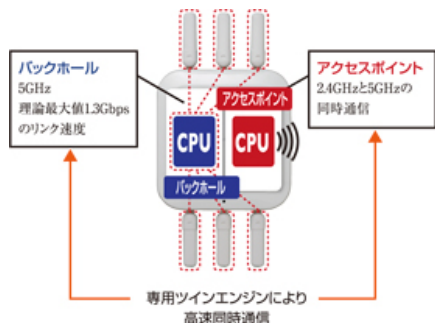 バックホール
5GHz
理論最大値1.3Gbps
のリンク速度
アクセスポイント
2.4GHzと5GHzの
同時通信
アクセスポイント
CPU
CPU
バックホール
専用ツインエンジンにより
高速同時通信